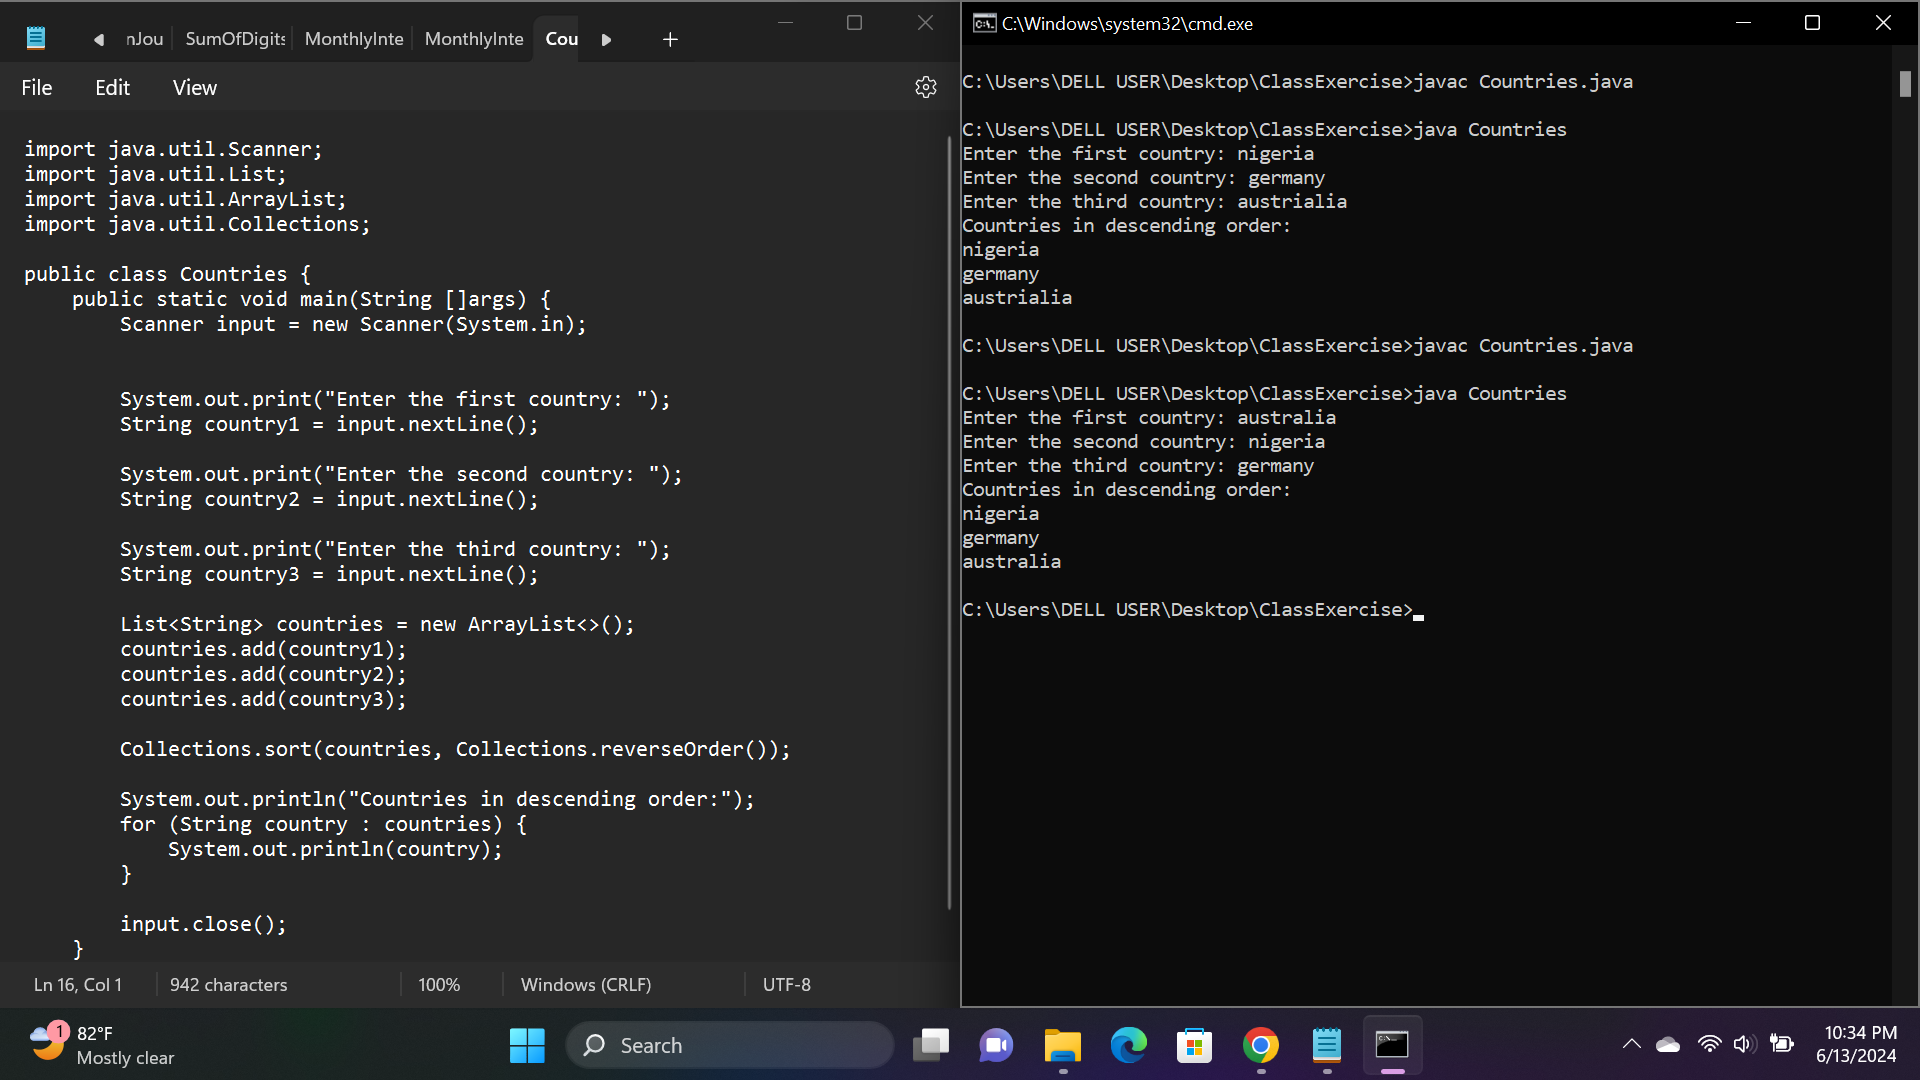 nJou
SumOfDigits
MonthlyInte
MonthlyInte
Cou
File
Edit
View
import java.util.Scanner;
import java.util.List;
import java.util.ArrayList;
import java.util.Collections;
public class Countries {
public static void main(String []args) {
Scanner input = new Scanner(System.in);
System.out.print("Enter the first country: ");
String country1 = input.nextLine();
System.out.print("Enter the second country: ");
String country2 = input.nextLine();
System.out.print("Enter the third country: ");
String country3 = input.nextLine();
List<String> countries = new ArrayList<>();
countries.add(country1);
countries.add(country2);
countries.add(country3);
Collections.sort(countries, Collections.reverseOrder());
System.out.println("Countries in descending order:");
for (String country : countries) {
System.out.println(country);
}
input.close();
}
Ln 16, Col 1
942 characters
100%
Windows (CRLF)
UTF-8
C:\Windows\system32\cmd.exe
C:\Users\DELL USER\Desktop\ClassExercise>javac Countries.java
C:\Users\DELL USER\Desktop\ClassExercise>java Countries
Enter the first country: nigeria
Enter the second country: germany
Enter the third country: austrialia
Countries in descending order:
nigeria
germany
austrialia
C:\Users\DELL USER\Desktop\ClassExercise>javac Countries.java
C:\Users\DELL USER\Desktop\ClassExercise>java Countries
Enter the first country: australia
Enter the second country: nigeria
Enter the third country: germany
Countries in descending order:
nigeria
germany
australia
C:\Users\DELL USER\Desktop\ClassExercise>
1
82°F
Mostly clear
Search
10:34 PM
6/13/2024